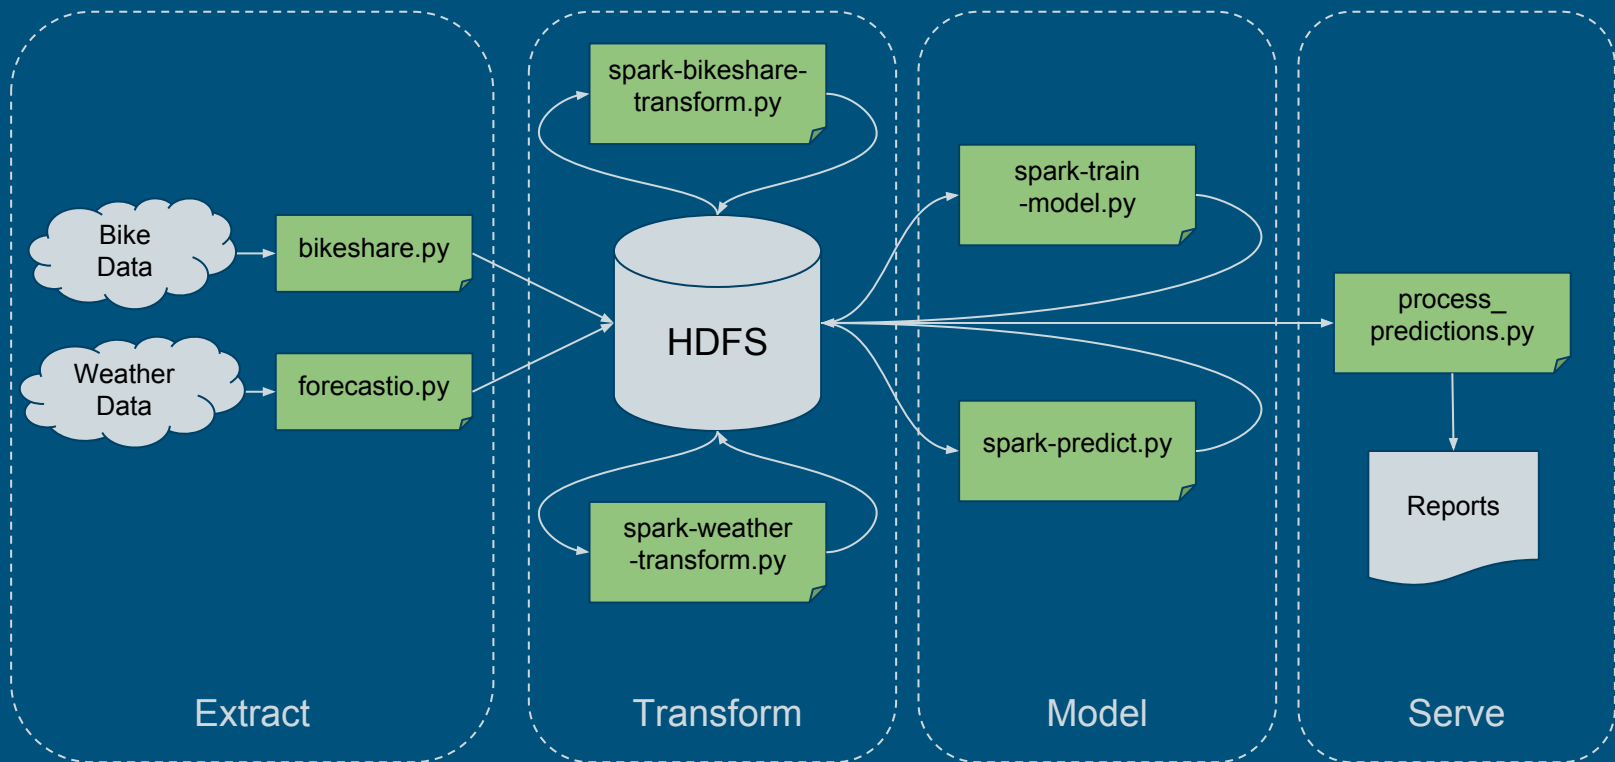 Bike
Data
bikeshare.py
Weather
Data
forecastio.py
Extract
spark-bikeshare-
transform.py
HDFS
spark-weather
-transform.py
Transform
spark-train
-model.py
spark-predict.py
Model
process_
predictions.py
Reports
Serve